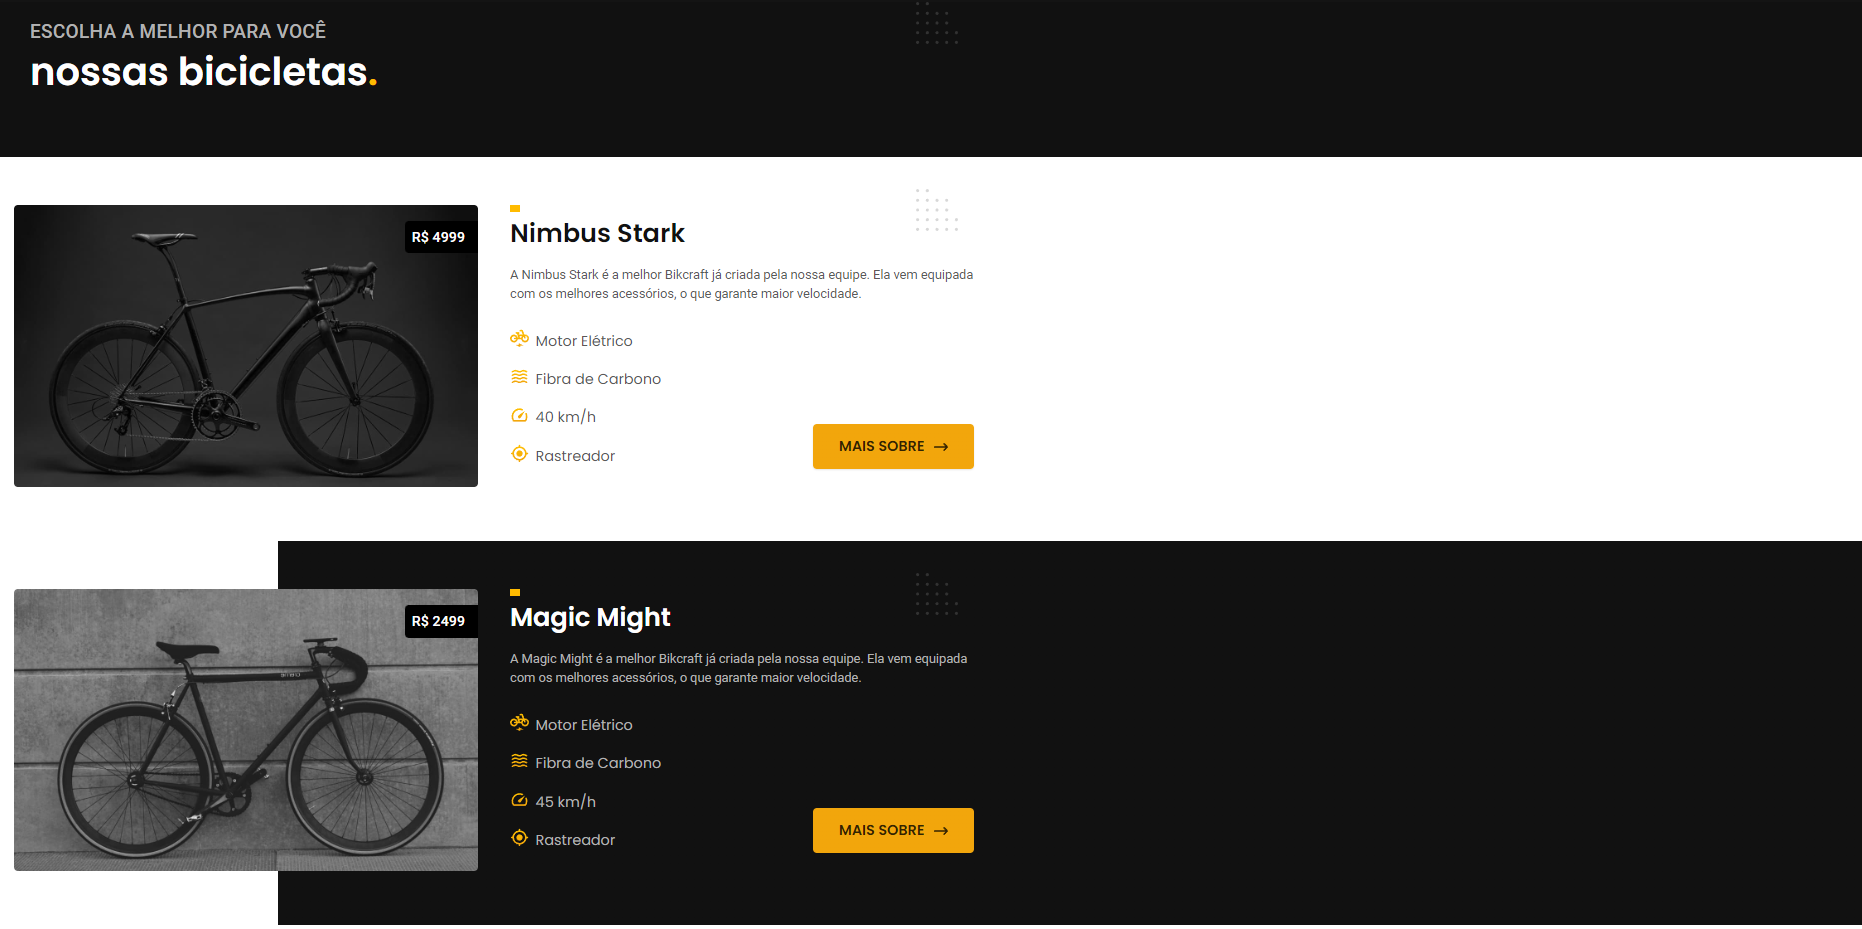 ESCOLHA A MELHOR PARA VOCÊ
nossas bicicletas.
R$ 4999
Nimbus Stark
A Nimbus Stark é a melhor Bikcraft já criada pela nossa equipe. Ela vem equipada
com os melhores acessórios, o que garante maior velocidade.
Motor Elétrico
Fibra de Carbono
40 km/h
Rastreador
MAIS SOBRE →
R$ 2499
Magic Might
A Magic Might é a melhor Bikcraft já criada pela nossa equipe. Ela vem equipada
com os melhores acessórios, o que garante maior velocidade.
Motor Elétrico
Fibra de Carbono
45 km/h
Rastreador
MAIS SOBRE →